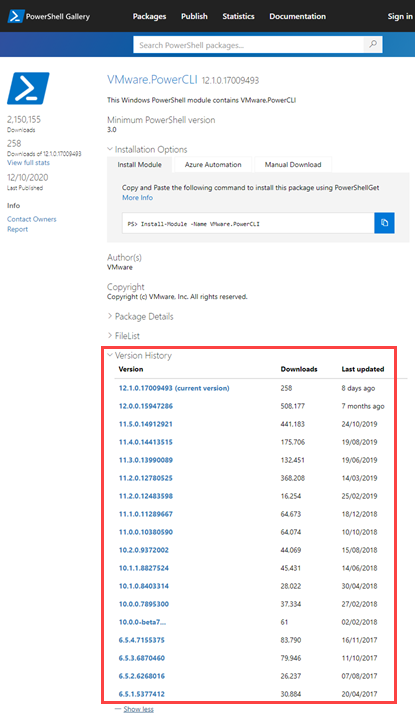 PowerShell Gallery Packages Publish Statistics Documentation Sign in
Search PowerShell packages...
VMware.PowerCLI 12.1.0.17009493
This Windows PowerShell module contains VMware.PowerCLI
2,150,155
Downloads
258
Downloads of 12.1.0.17009493
View full stats
12/10/2020
Last Published
Info
Contact Owners
Report
Minimum PowerShell version
3.0
Installation Options
Install Module Azure Automation Manual Download
Copy and Paste the following command to install this package using PowerShellGet
More Info
PS> Install-Module -Name VMware.PowerCLI
Author(s)
VMware
Copyright
Copyright (c) VMware, Inc. All rights reserved.
Package Details
FileList
Version History
Version Downloads Last updated
12.1.0.17009493 (current version) 258 8 days ago
12.0.0.15947286 508,177 7 months ago
11.5.0.14912921 441,183 24/10/2019
11.4.0.14413515 175,706 19/08/2019
11.3.0.13990089 132,451 19/06/2019
11.2.0.12780525 368,208 14/03/2019
11.2.0.12483598 16,254 25/02/2019
11.1.0.11289667 64,673 18/12/2018
11.0.0.10380590 64,074 10/10/2018
10.2.0.9372002 44,069 15/08/2018
10.1.1.8827524 45,431 14/06/2018
10.1.0.8403314 28,022 30/04/2018
10.0.0.7895300 37,334 27/02/2018
10.0.0-beta7... 61 02/02/2018
6.5.4.7155375 83,790 16/11/2017
6.5.3.6870460 79,946 11/10/2017
6.5.2.6268016 26,237 07/08/2017
6.5.1.5377412 30,884 20/04/2017
Show less